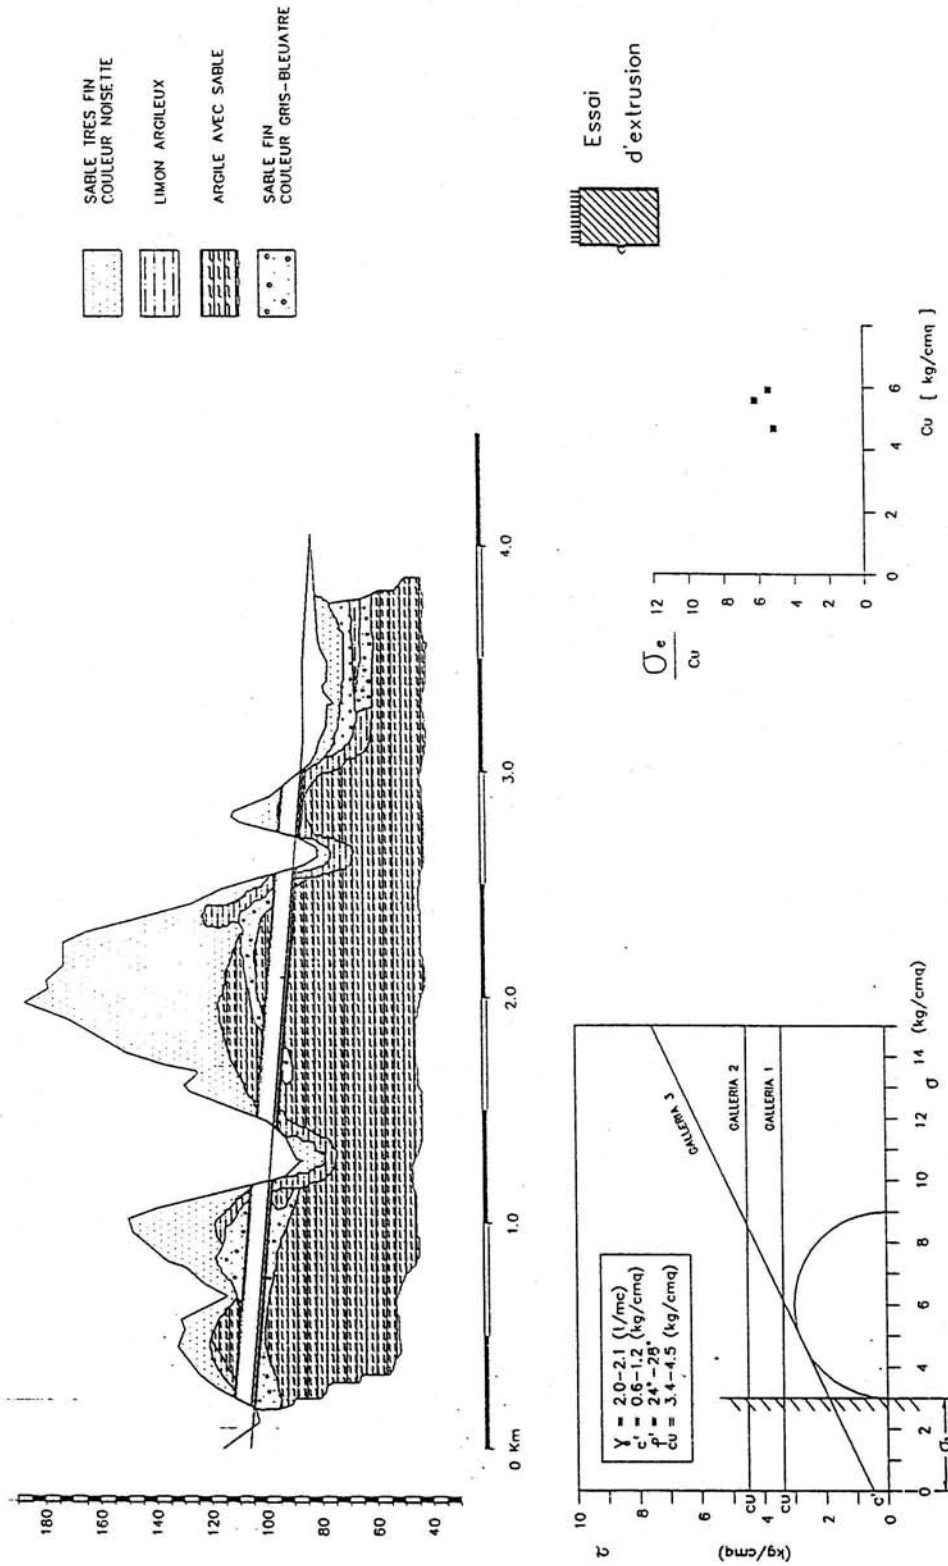 SABLE TRES FIN
COULEUR NOISETTE
LIMON ARGILEUX
ARGILE AVEC SABLE
SABLE FIN
COULEUR GRIS-BLEUATRE
180
160
140
120
100
80
60
40
0 Km
1.0
2.0
3.0
4.0
γ = 2.0-2.1 (t/mc)
c' = 0.6-1.2 (kg/cmq)
φ' = 24°-28°
cu = 3.4-4.5 (kg/cmq)
GALLERIA 3
GALLERIA 2
GALLERIA 1
τ
(kg/cmq)
10
8
6
4
2
0
cu
cu
c'
0
2
4
6
8
10
12
14
σ
(kg/cmq)
Essai
d'extrusion
σe
Cu
12
10
8
6
4
2
0
0
2
4
6
Cu [ kg/cmq ]